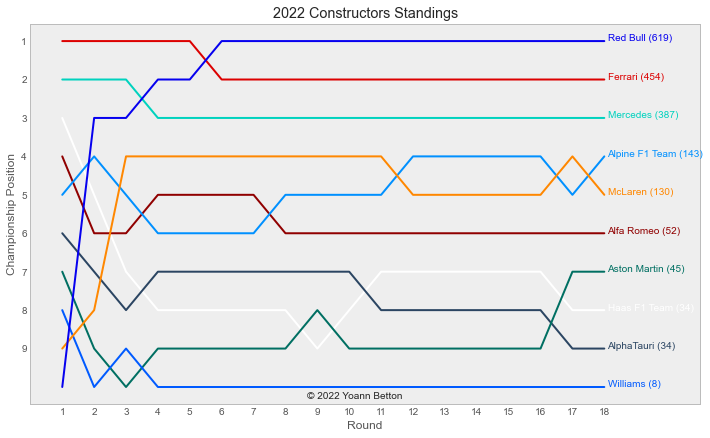 2022 Constructors Standings
Championship Position
1
2
3
4
5
6
7
8
9
Red Bull (619)
Ferrari (454)
Mercedes (387)
Alpine F1 Team (143)
McLaren (130)
Alfa Romeo (52)
Aston Martin (45)
Haas F1 Team (34)
AlphaTauri (34)
Williams (8)
© 2022 Yoann Betton
1 2 3 4 5 6 7 8 9 10 11 12 13 14 15 16 17 18
Round